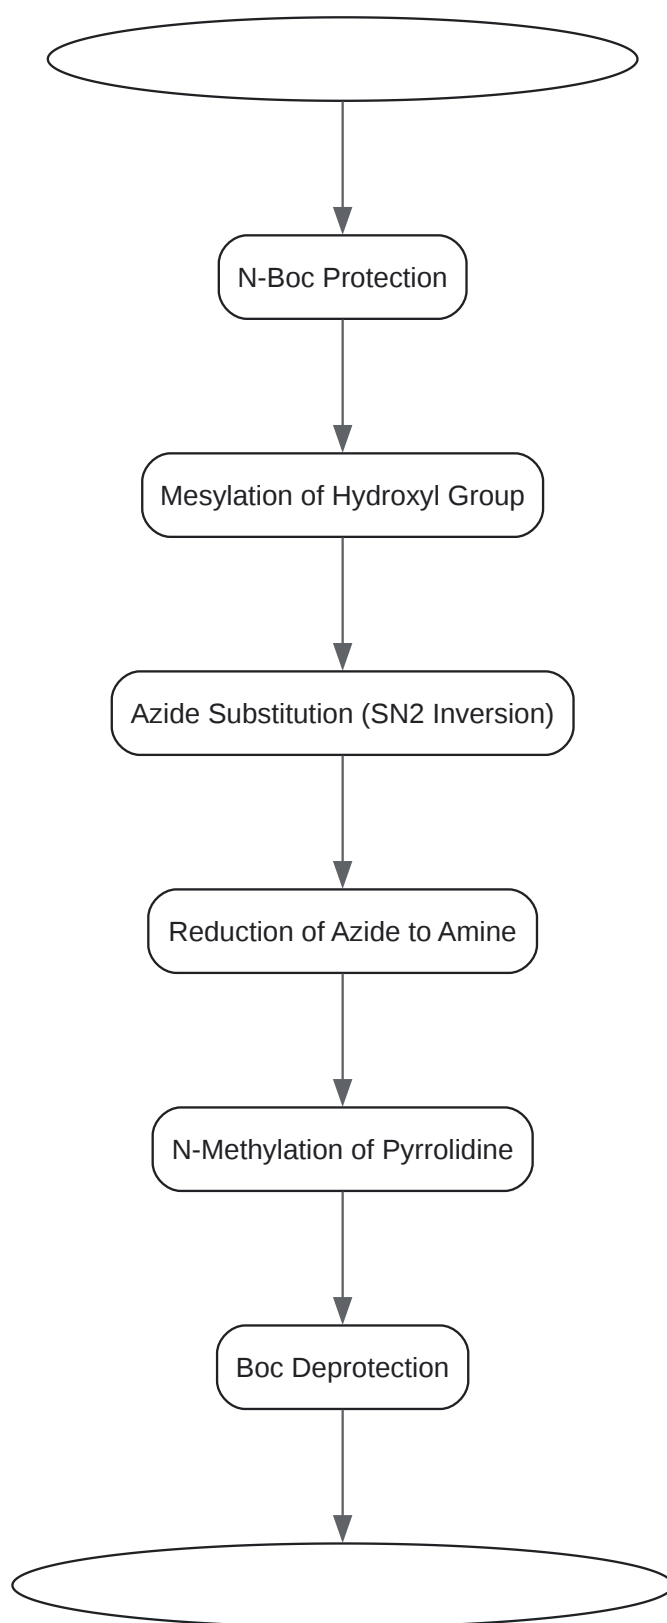 N-Boc Protection
Mesylation of Hydroxyl Group
Azide Substitution (SN2 Inversion)
Reduction of Azide to Amine
N-Methylation of Pyrrolidine
Boc Deprotection